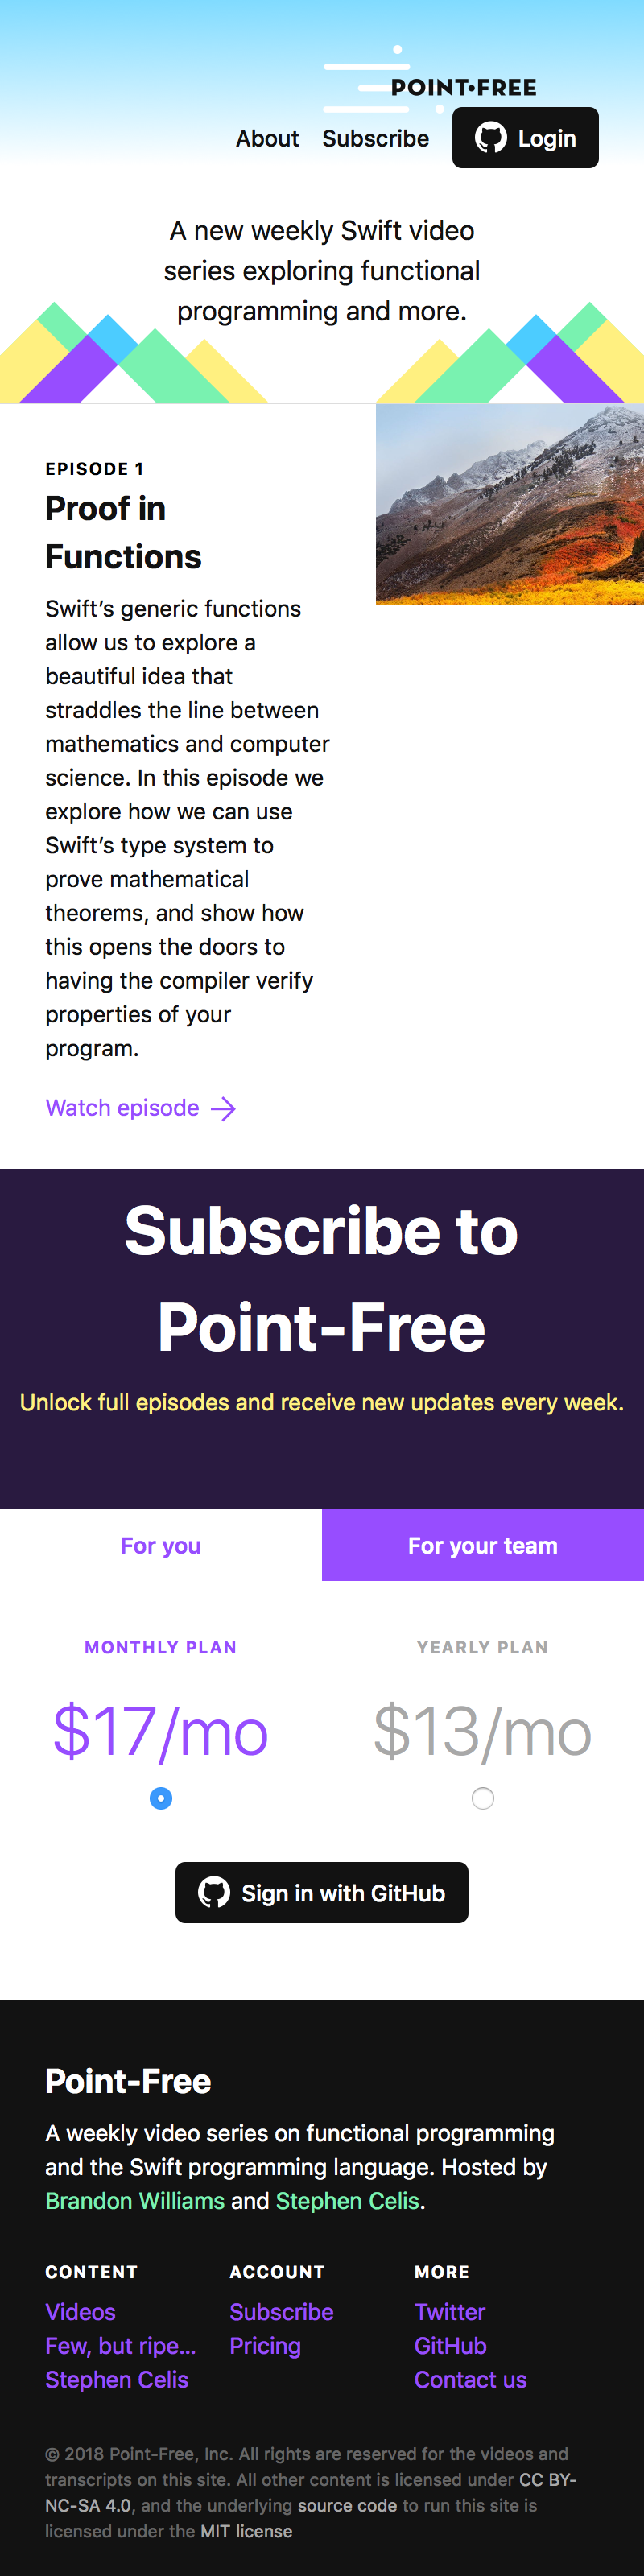 POINT•FREE
About Subscribe Login
A new weekly Swift video
series exploring functional
programming and more.
EPISODE 1
Proof in
Functions
Swift’s generic functions
allow us to explore a
beautiful idea that
straddles the line between
mathematics and computer
science. In this episode we
explore how we can use
Swift’s type system to
prove mathematical
theorems, and show how
this opens the doors to
having the compiler verify
properties of your
program.
Watch episode
Subscribe to
Point-Free
Unlock full episodes and receive new updates every week.
For you For your team
MONTHLY PLAN YEARLY PLAN
$17/mo $13/mo
Sign in with GitHub
Point-Free
A weekly video series on functional programming
and the Swift programming language. Hosted by
Brandon Williams and Stephen Celis.
CONTENT ACCOUNT MORE
Videos Subscribe Twitter
Few, but ripe… Pricing GitHub
Stephen Celis Contact us
© 2018 Point-Free, Inc. All rights are reserved for the videos and
transcripts on this site. All other content is licensed under CC BY-
NC-SA 4.0, and the underlying source code to run this site is
licensed under the MIT license